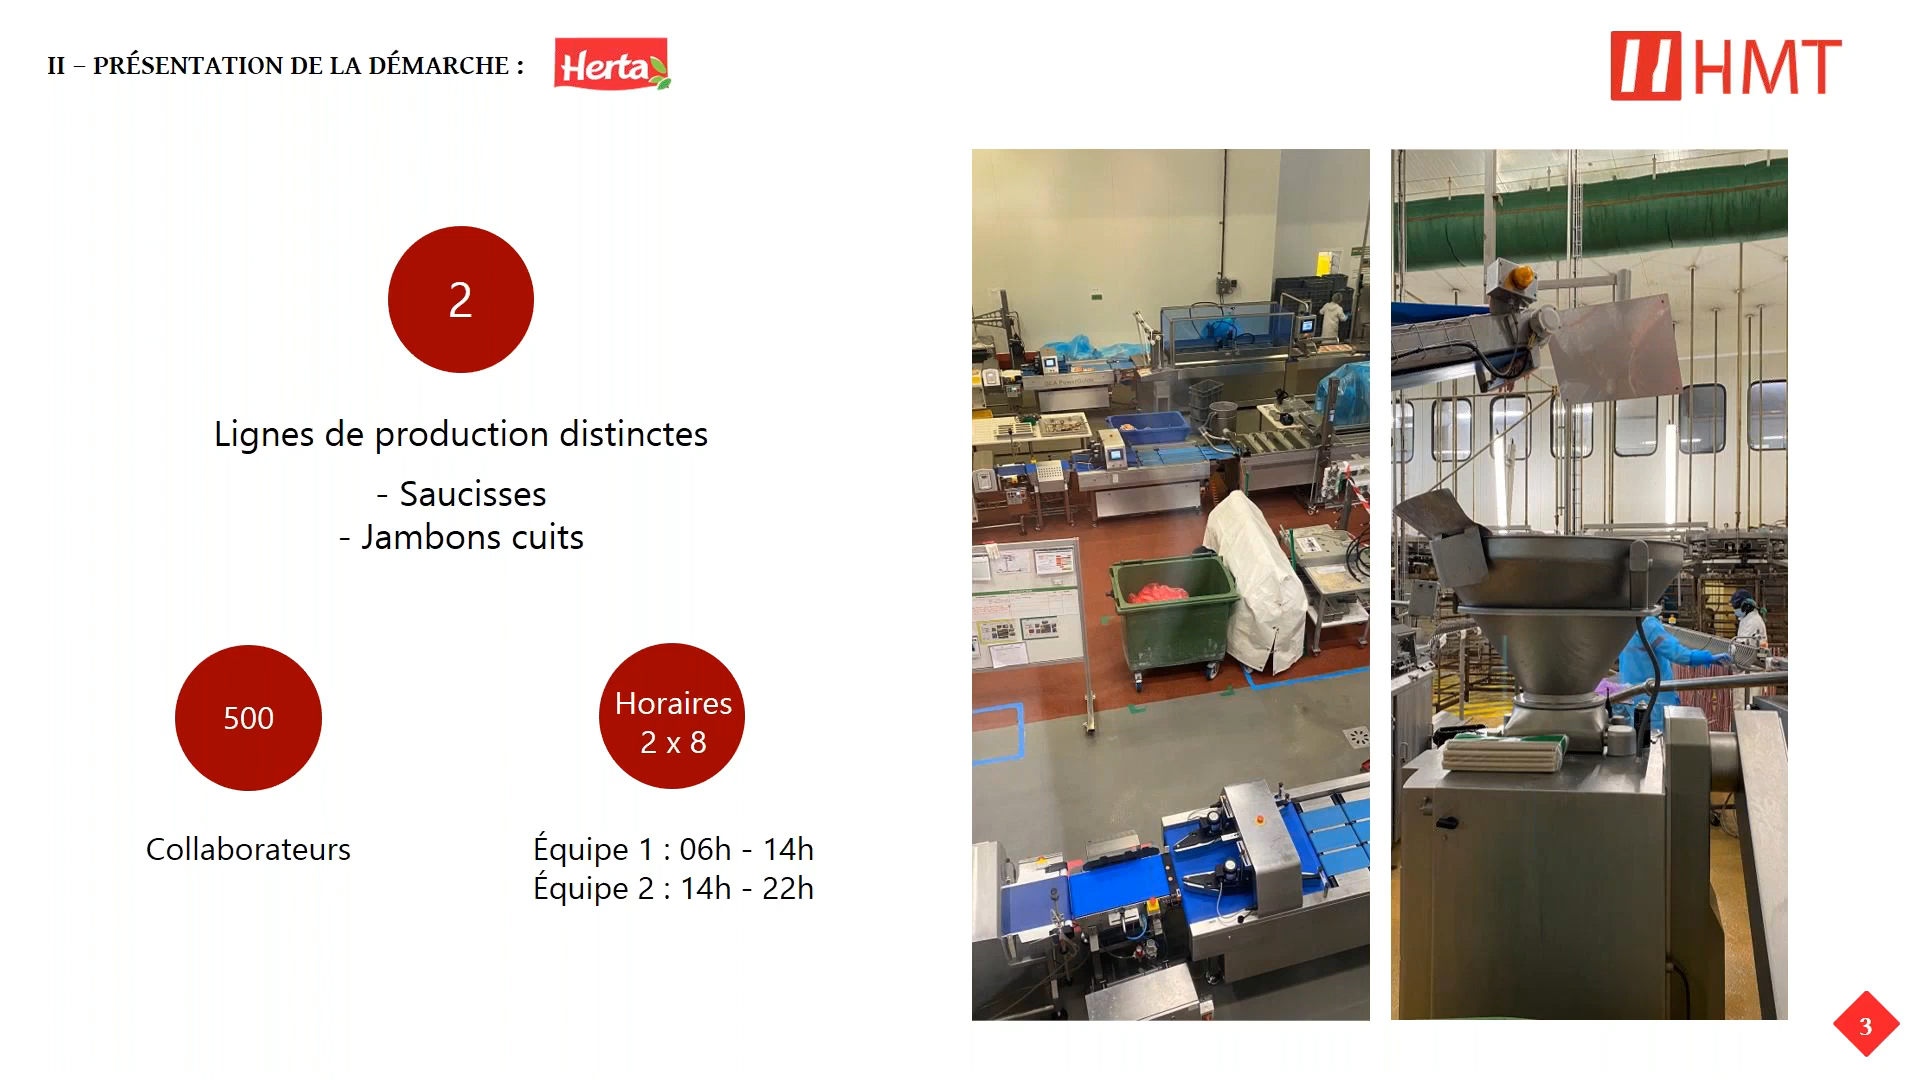 II – PRÉSENTATION DE LA DÉMARCHE :
Herta
HMT
2
Lignes de production distinctes
- Saucisses
- Jambons cuits
500
Collaborateurs
Horaires
2 x 8
Équipe 1 : 06h - 14h
Équipe 2 : 14h - 22h
3